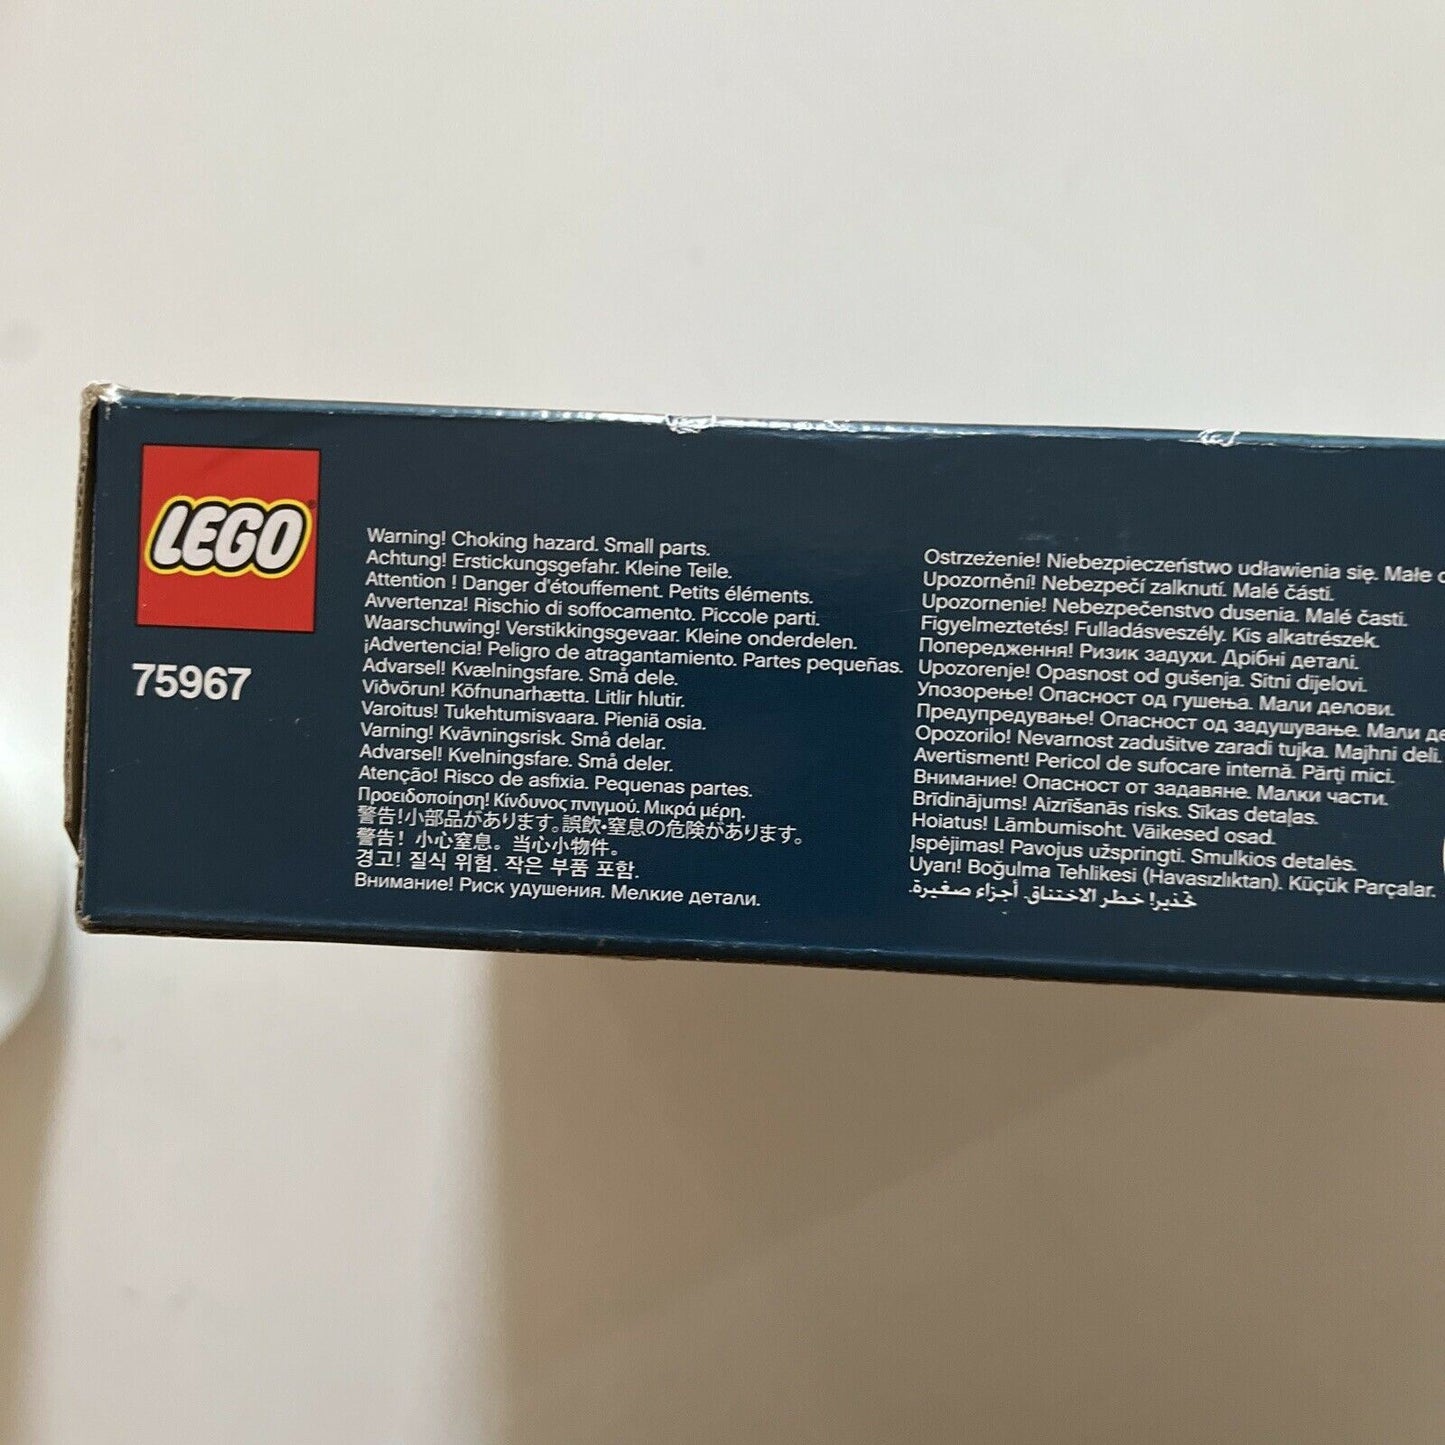 LEGO
75967
Warning! Choking hazard. Small parts.
Achtung! Erstickungsgefahr. Kleine Teile.
Attention ! Danger d'étouffement. Petits éléments.
Avvertenza! Rischio di soffocamento. Piccole parti.
Waarschuwing! Verstikkingsgevaar. Kleine onderdelen.
¡Advertencia! Peligro de atragantamiento. Partes pequeñas.
Advarsel! Kvælningsfare. Små dele.
Viðvörun! Köfnunarhætta. Litlir hlutir.
Varoitus! Tukehtumisvaara. Pieniä osia.
Varning! Kvävningsrisk. Små delar.
Advarsel! Kvelningsfare. Små deler.
Atenção! Risco de asfixia. Pequenas partes.
Προειδοποίηση! Κίνδυνος πνιγμού. Μικρά μέρη.
警告!小部品があります。誤飲・窒息の危険があります。
警告! 小心窒息。当心小物件。
경고! 질식 위험. 작은 부품 포함.
Внимание! Риск удушения. Мелкие детали.
Ostrzeżenie! Niebezpieczeństwo udławienia się. Małe
Upozornění! Nebezpečí zalknutí. Malé části.
Upozornenie! Nebezpečenstvo dusenia. Malé časti.
Figyelmeztetés! Fulladásveszély. Kis alkatrészek.
Попередження! Ризик задухи. Дрібні деталі.
Upozorenje! Opasnost od gušenja. Sitni dijelovi.
Упозорење! Опасност од гушења. Мали делови.
Предупредување! Опасност од задушување. Мали
Opozorilo! Nevarnost zadušitve zaradi tujka. Majhni deli.
Avertisment! Pericol de sufocare internă. Părți mici.
Внимание! Опасност от задавяне. Малки части.
Brīdinājums! Aizrīšanās risks. Sīkas detaļas.
Hoiatus! Lämbumisoht. Väikesed osad.
Įspėjimas! Pavojus užspringti. Smulkios detalės.
Uyarı! Boğulma Tehlikesi (Havasızlıktan). Küçük Parçalar.
تحذير! خطر الاختناق. أجزاء صغيرة.